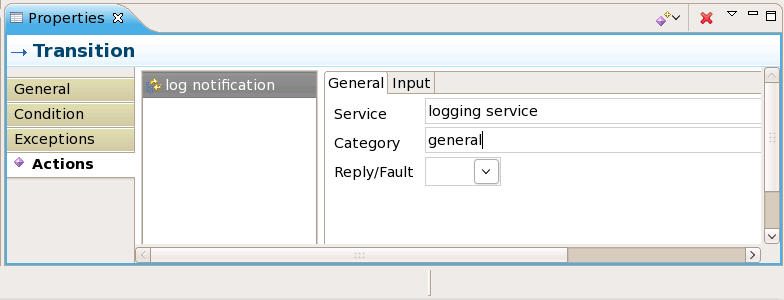 Properties
Transition
General
Condition
Exceptions
Actions
log notification
General Input
Service logging service
Category general
Reply/Fault